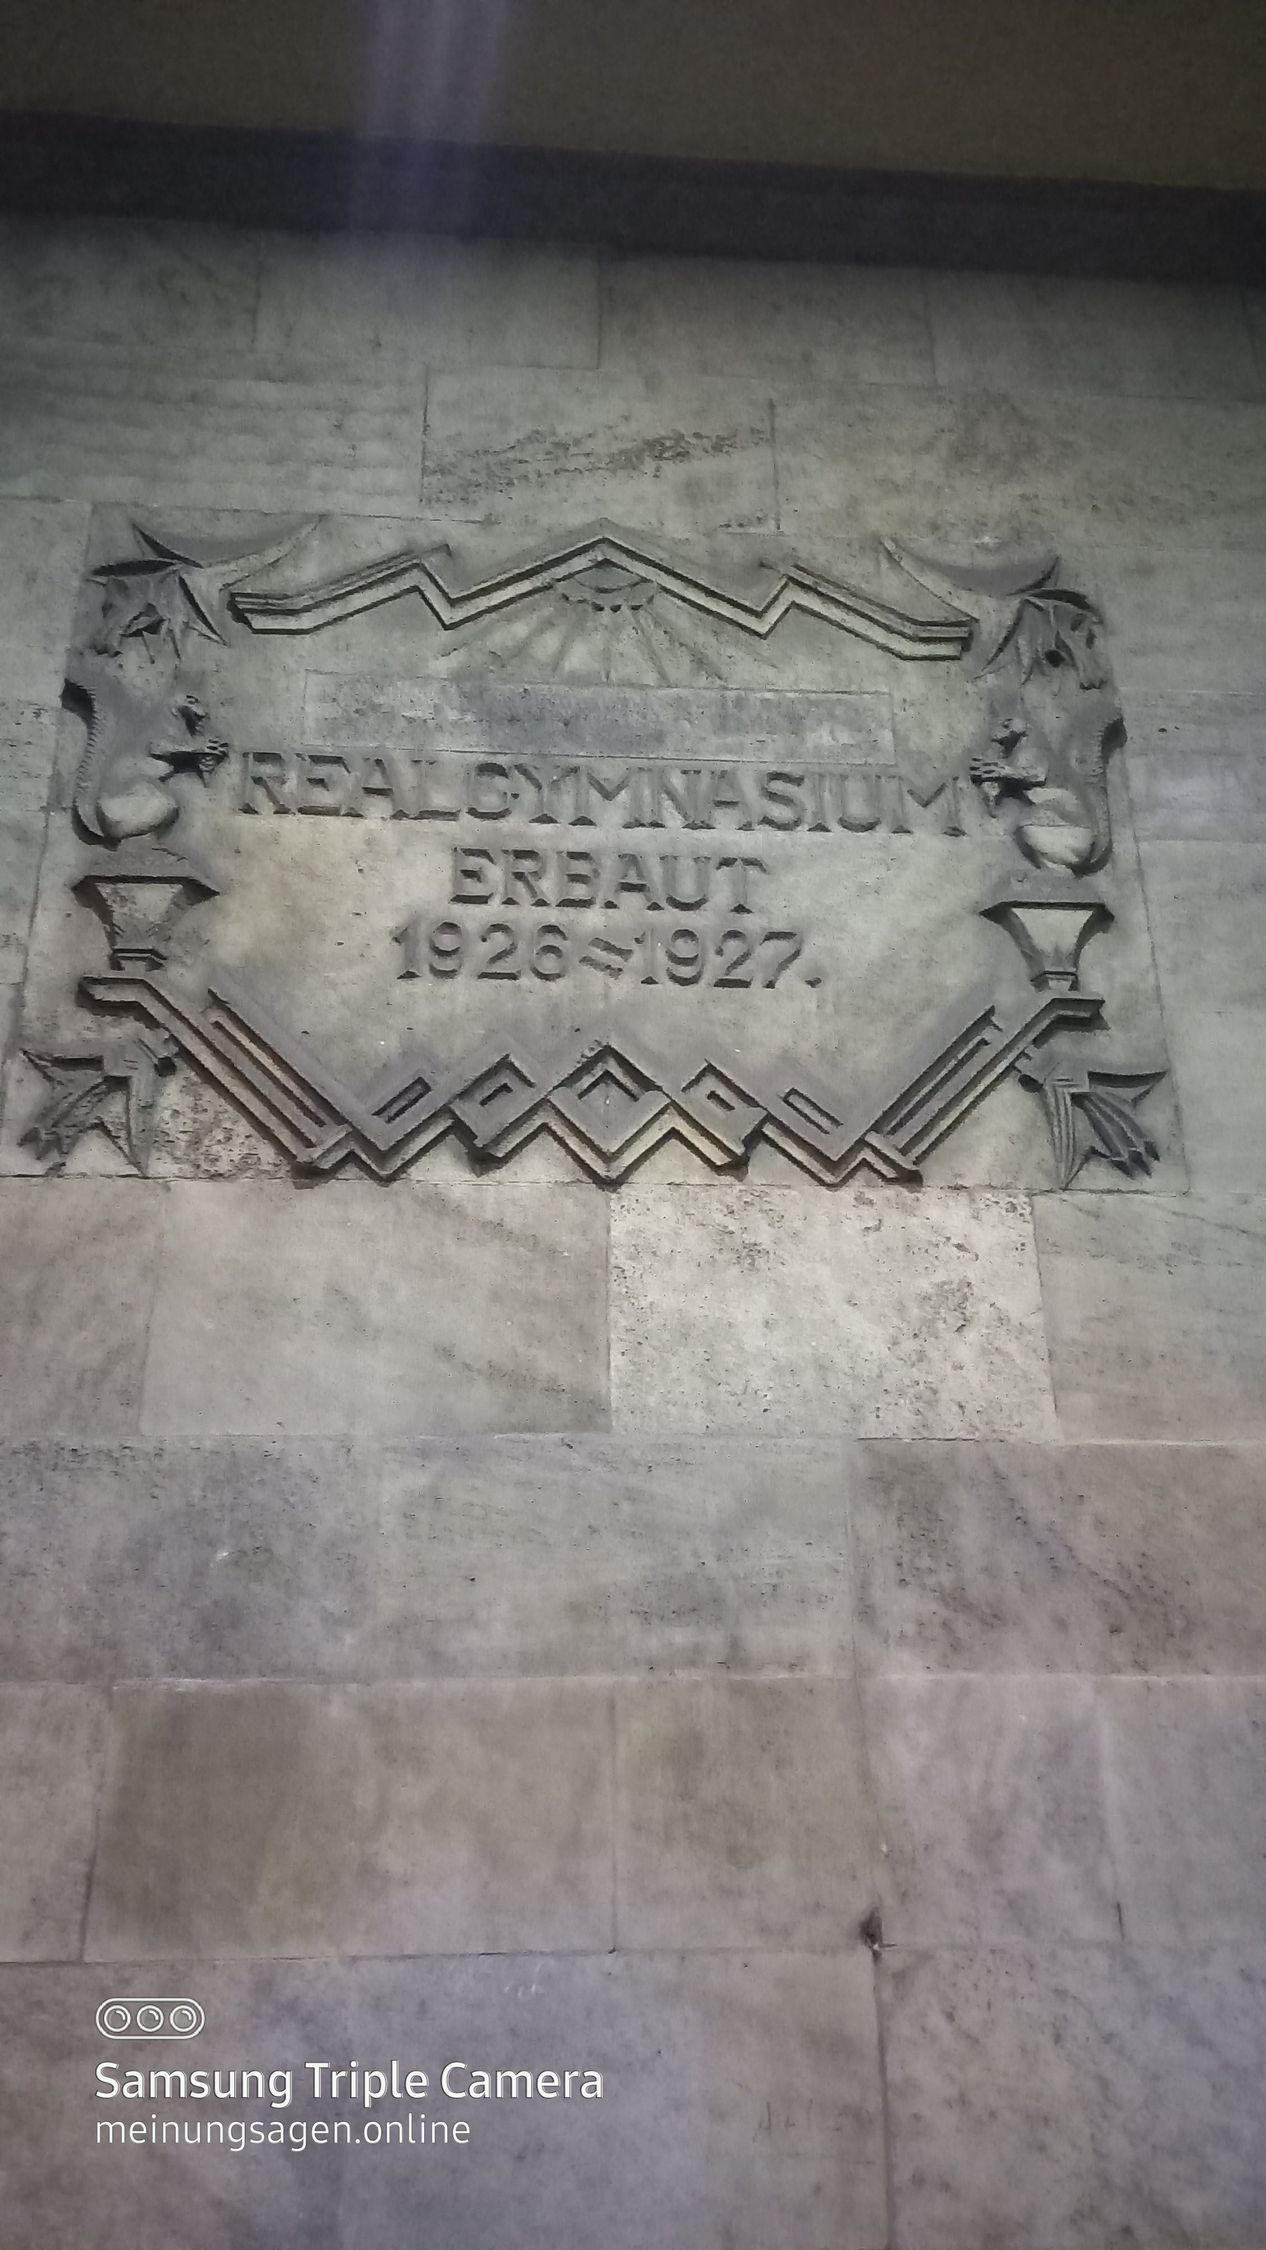 REALGYMNASIUM
ERBAUT
1926=1927.
Samsung Triple Camera
meinungsagen.online